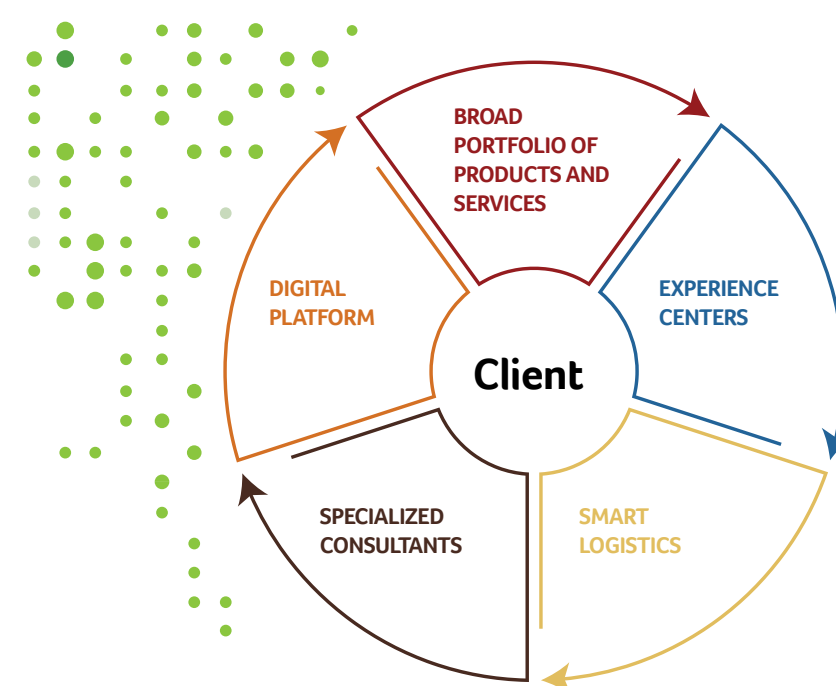 BROAD
PORTFOLIO OF
PRODUCTS AND
SERVICES
DIGITAL
PLATFORM
EXPERIENCE
CENTERS
Client
SPECIALIZED
CONSULTANTS
SMART
LOGISTICS